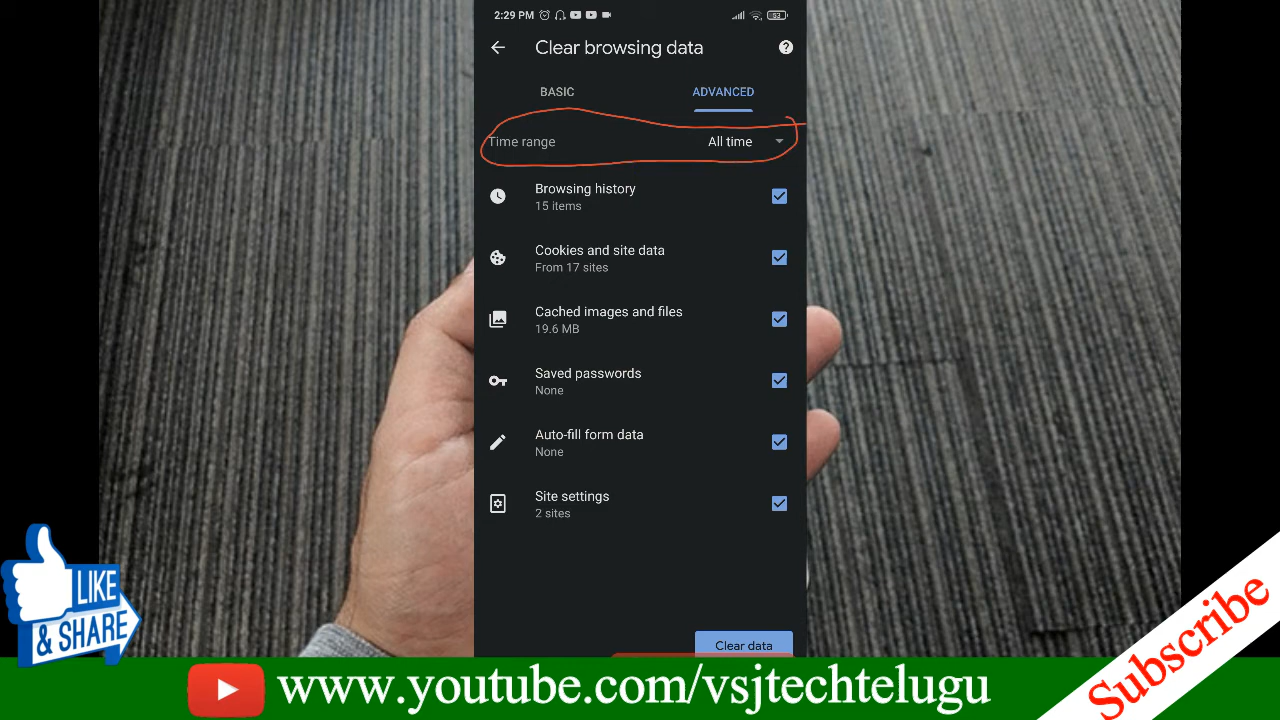 2:29 PM
53
Clear browsing data
BASIC
ADVANCED
Time range
All time
Browsing history
15 items
Cookies and site data
From 17 sites
Cached images and files
19.6 MB
Saved passwords
None
Auto-fill form data
None
Site settings
2 sites
Clear data
LIKE
& SHARE
www.youtube.com/vsjtechtelugu
Subscribe